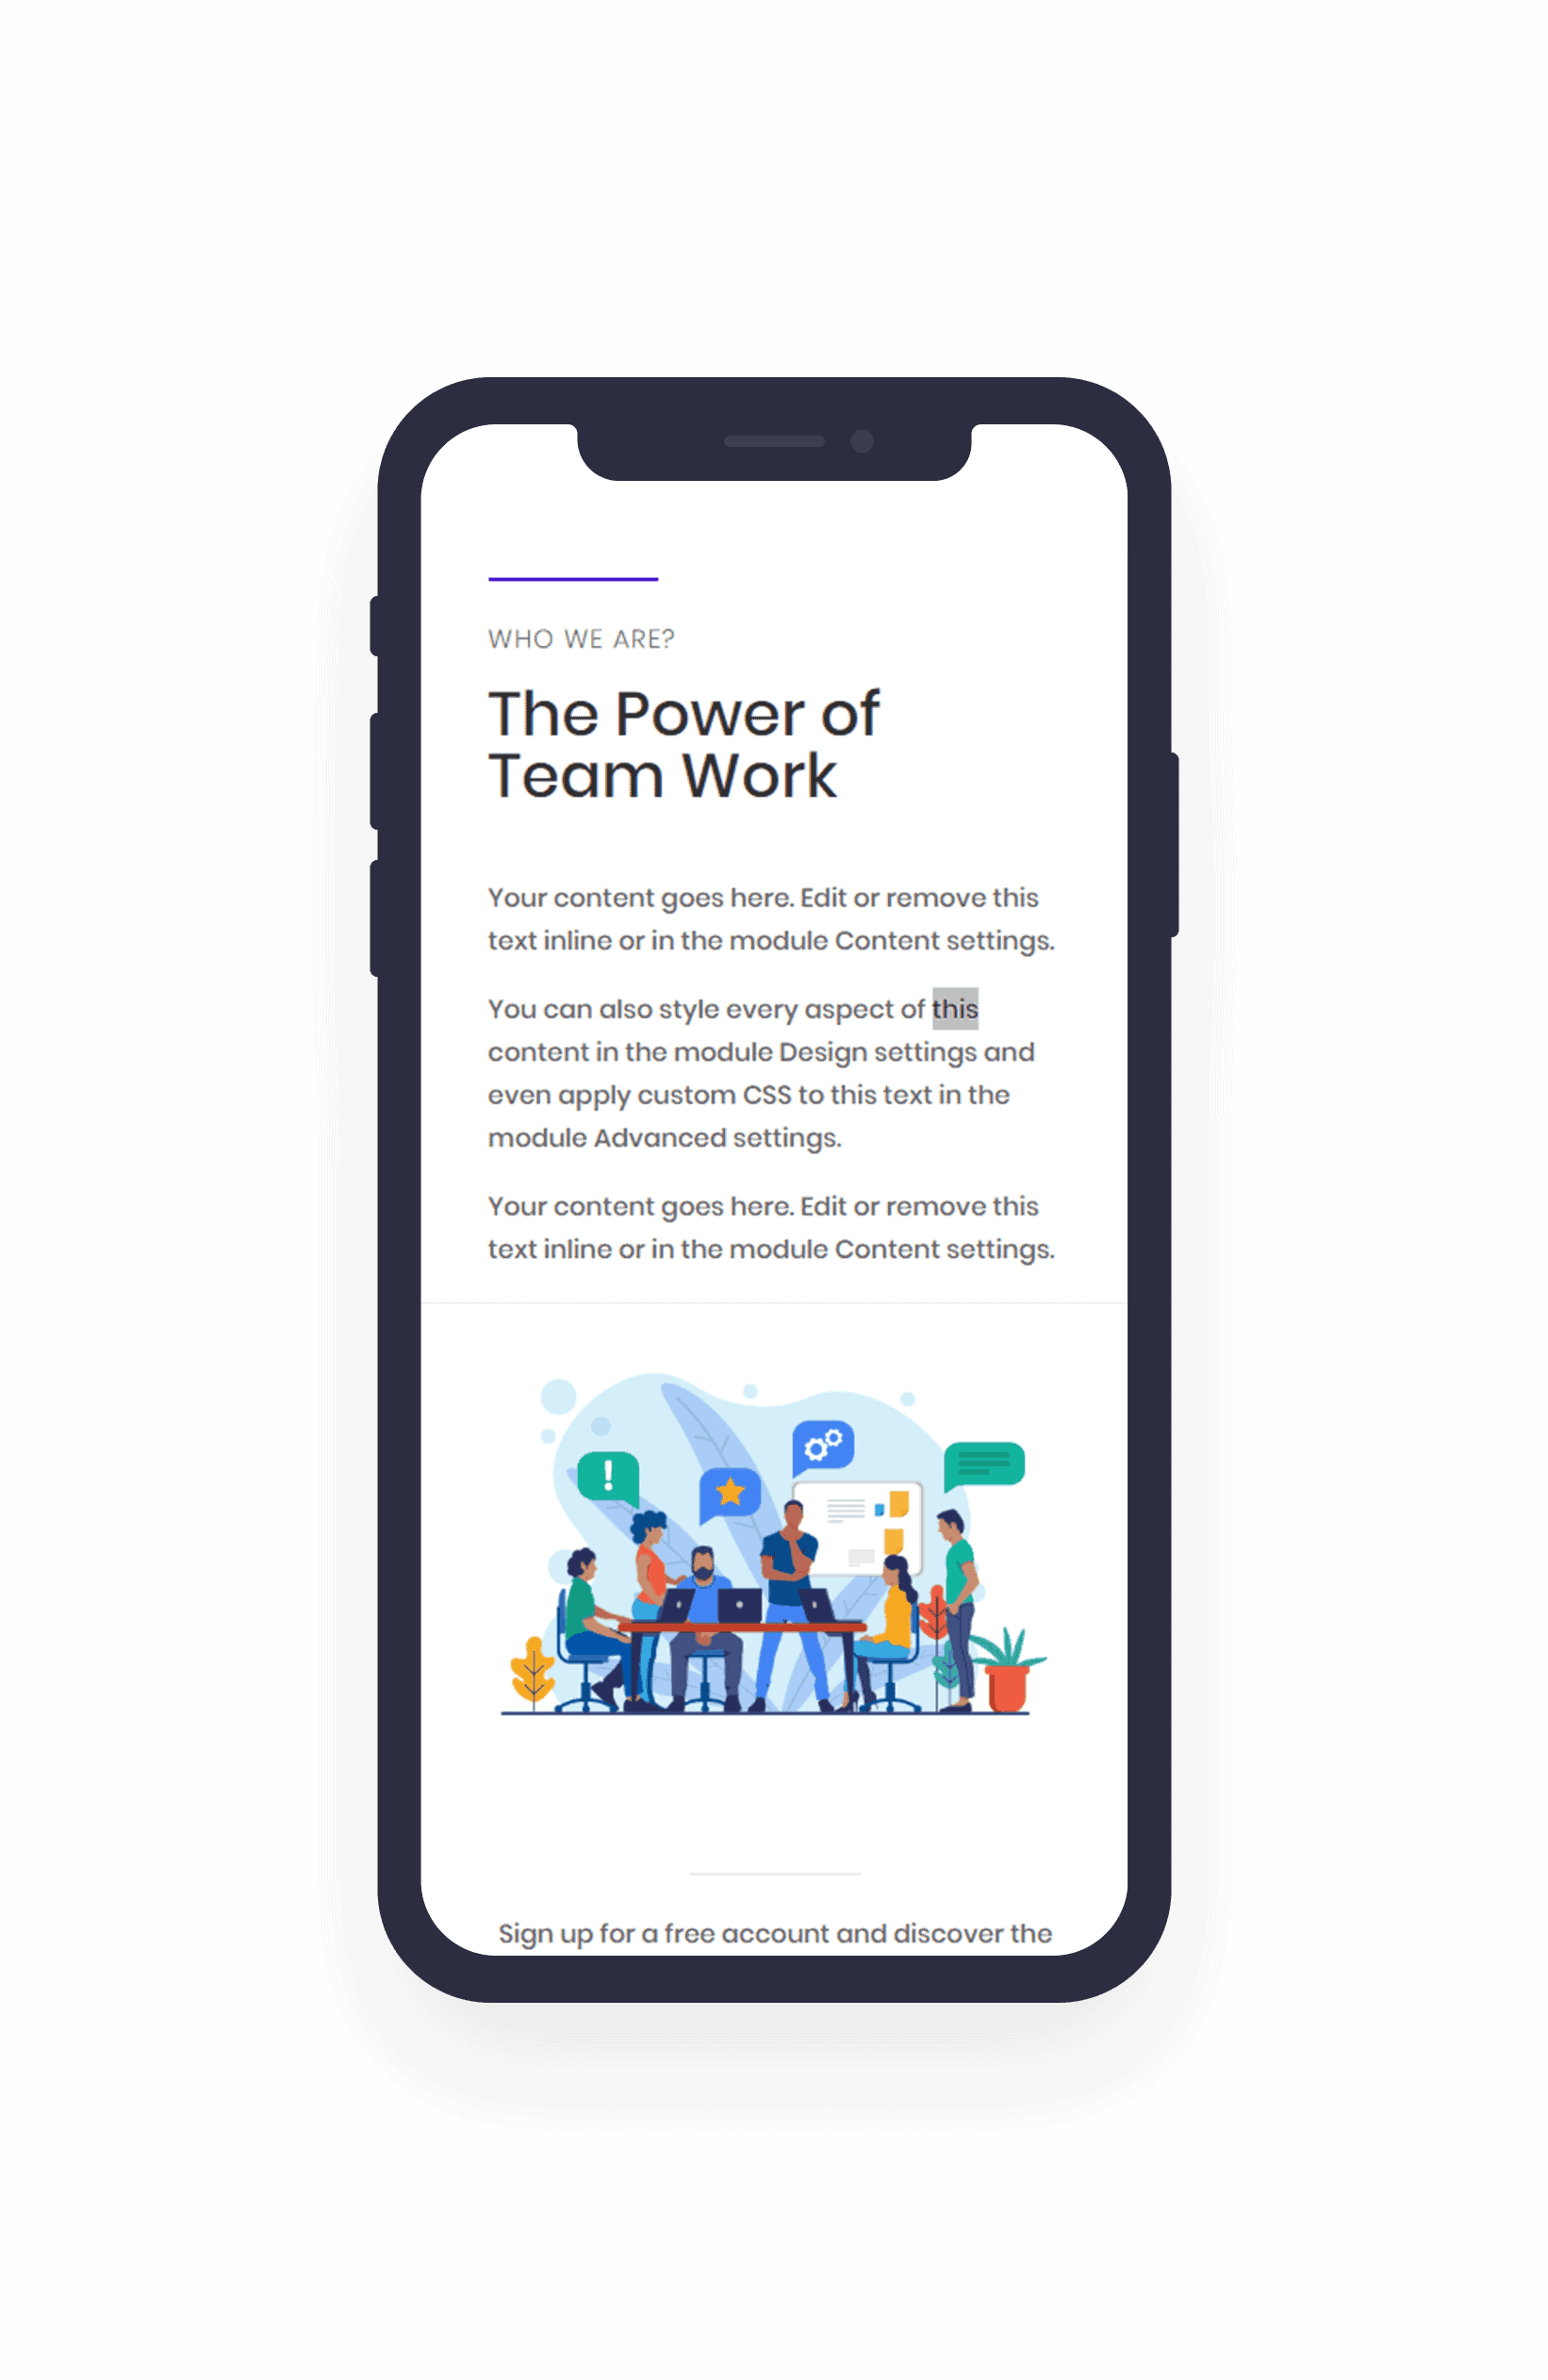 WHO WE ARE?
The Power of
Team Work
Your content goes here. Edit or remove this
text inline or in the module Content settings.
You can also style every aspect of this
content in the module Design settings and
even apply custom CSS to this text in the
module Advanced settings.
Your content goes here. Edit or remove this
text inline or in the module Content settings.
!
Sign up for a free account and discover the